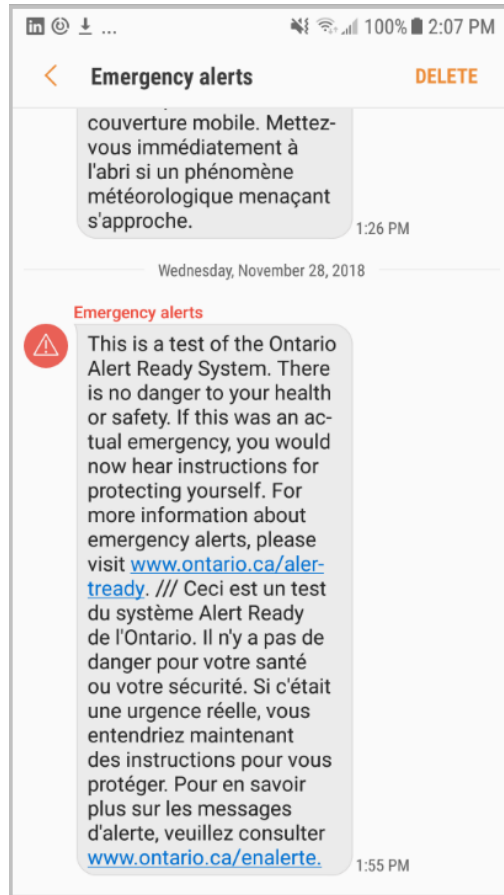 in ... 100% 2:07 PM
Emergency alerts DELETE
couverture mobile. Mettez-
vous immédiatement à
l'abri si un phénomène
météorologique menaçant
s'approche.
1:26 PM
Wednesday, November 28, 2018
Emergency alerts
This is a test of the Ontario
Alert Ready System. There
is no danger to your health
or safety. If this was an ac-
tual emergency, you would
now hear instructions for
protecting yourself. For
more information about
emergency alerts, please
visit www.ontario.ca/aler-
tready. /// Ceci est un test
du système Alert Ready
de l'Ontario. Il n'y a pas de
danger pour votre santé
ou votre sécurité. Si c'était
une urgence réelle, vous
entendriez maintenant
des instructions pour vous
protéger. Pour en savoir
plus sur les messages
d'alerte, veuillez consulter
www.ontario.ca/enalerte.
1:55 PM